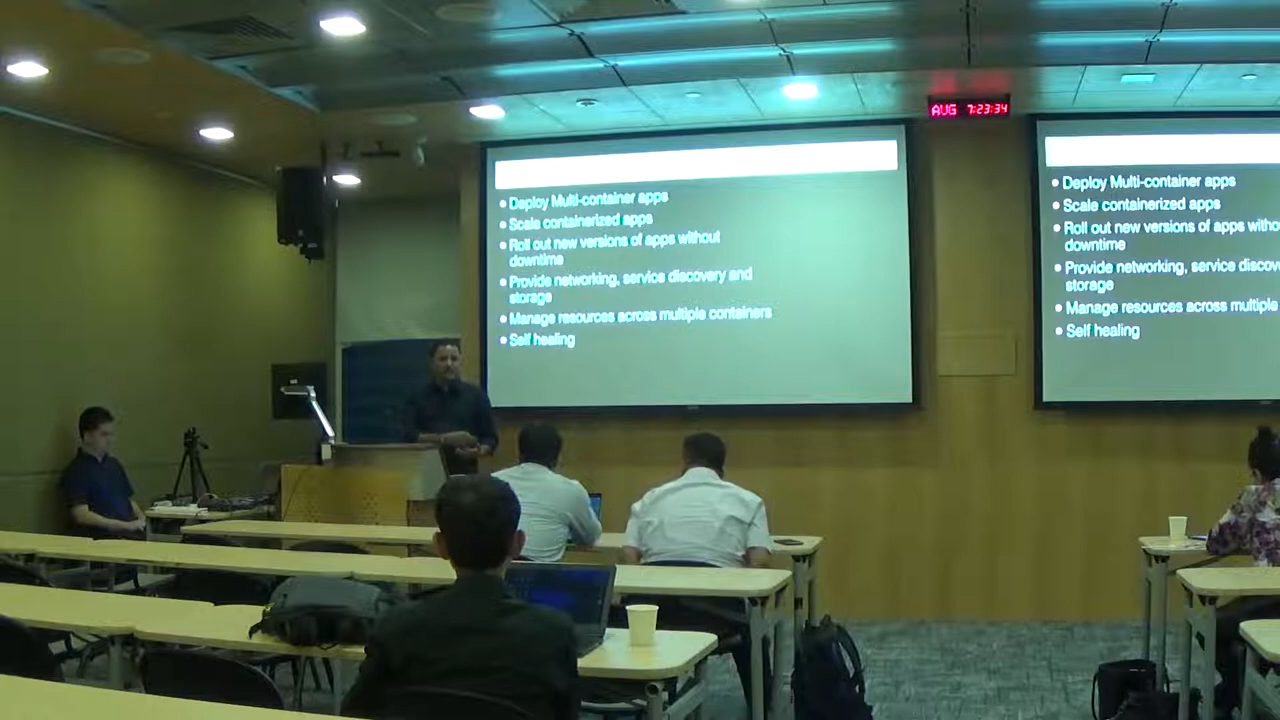 AUG 7:23:34
• Deploy Multi-container apps
• Scale containerized apps
• Roll out new versions of apps without
downtime
• Provide networking, service discovery and
storage
• Manage resources across multiple containers
• Self healing
• Deploy Multi-container apps
• Scale containerized apps
• Roll out new versions of apps witho
downtime
• Provide networking, service discov
storage
• Manage resources across multiple
• Self healing